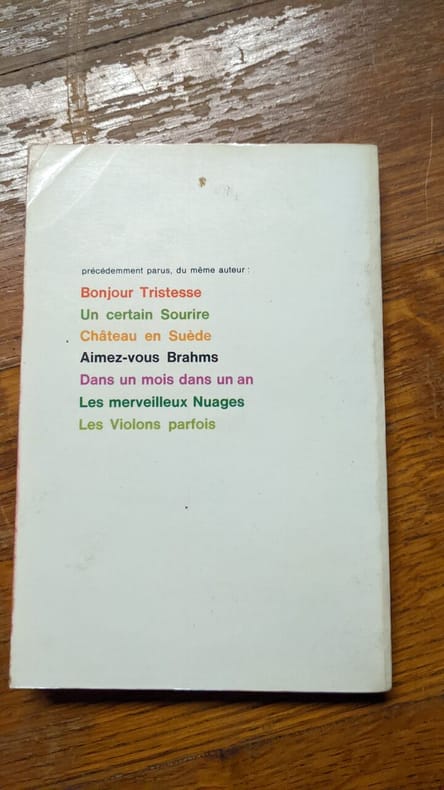 précédemment parus, du même auteur :
Bonjour Tristesse
Un certain Sourire
Château en Suède
Aimez-vous Brahms
Dans un mois dans un an
Les merveilleux Nuages
Les Violons parfois